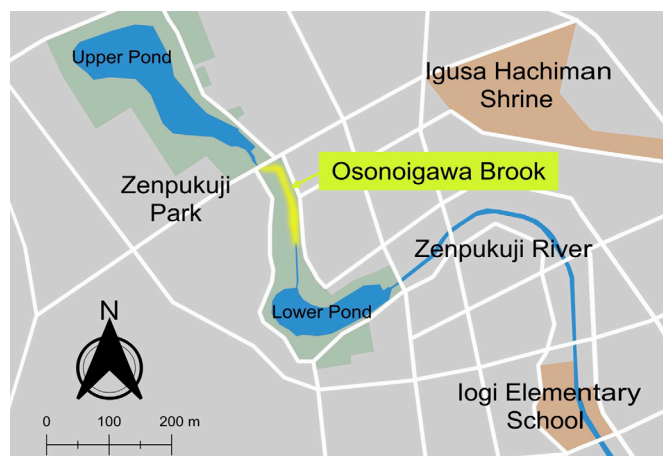 Upper Pond
Igusa Hachiman
Shrine
Osonoigawa Brook
Zenpukuji
Park
Zenpukuji River
Lower Pond
N
Iogi Elementary
School
0 100 200 m